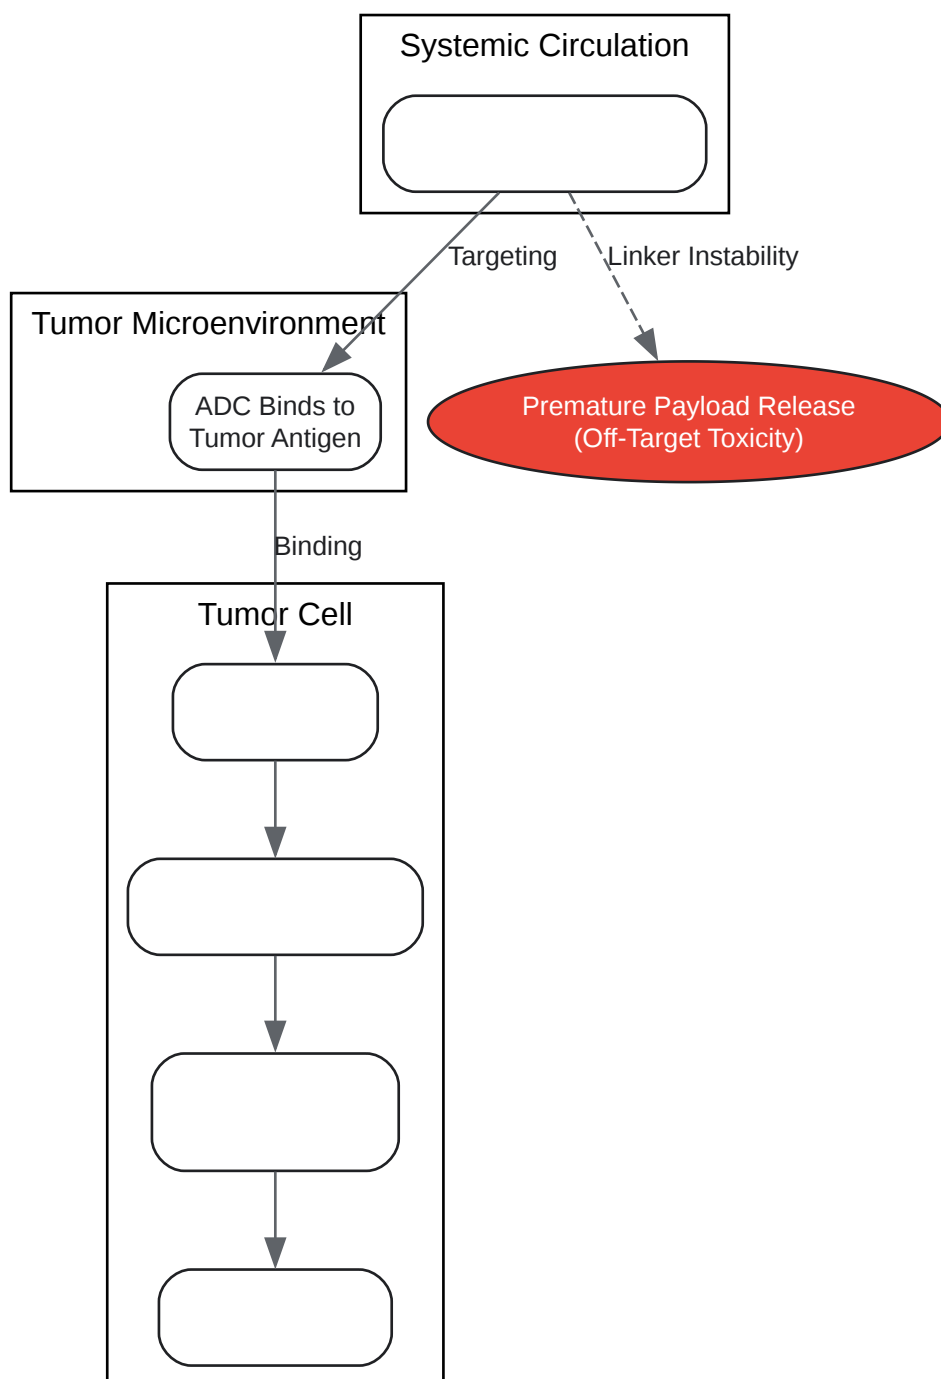 Systemic Circulation
Targeting
Linker Instability
Tumor Microenvironment
ADC Binds to
Tumor Antigen
Premature Payload Release
(Off-Target Toxicity)
Binding
Tumor Cell